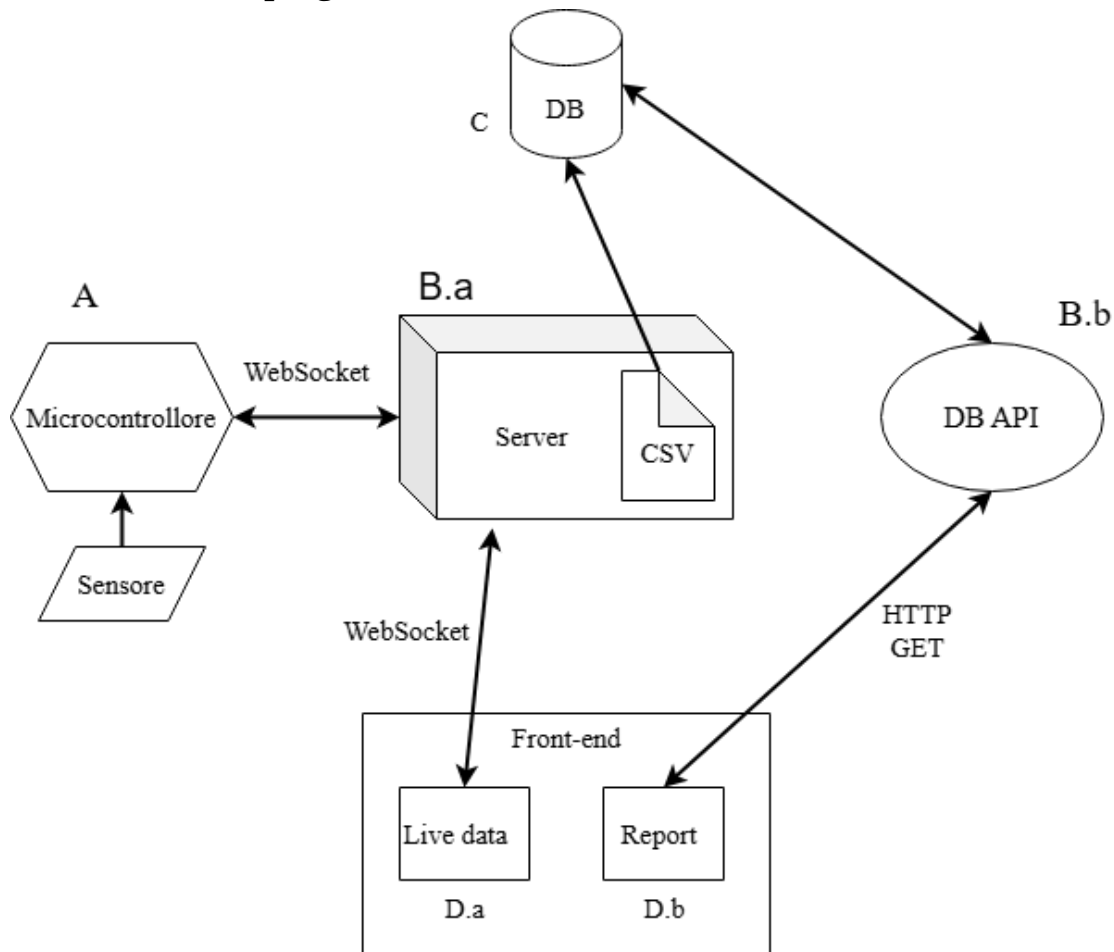 DB
C
B.a
A
B.b
WebSocket
Microcontrollore
Server
CSV
DB API
Sensore
WebSocket
HTTP
GET
Front-end
Live data
Report
D.a
D.b